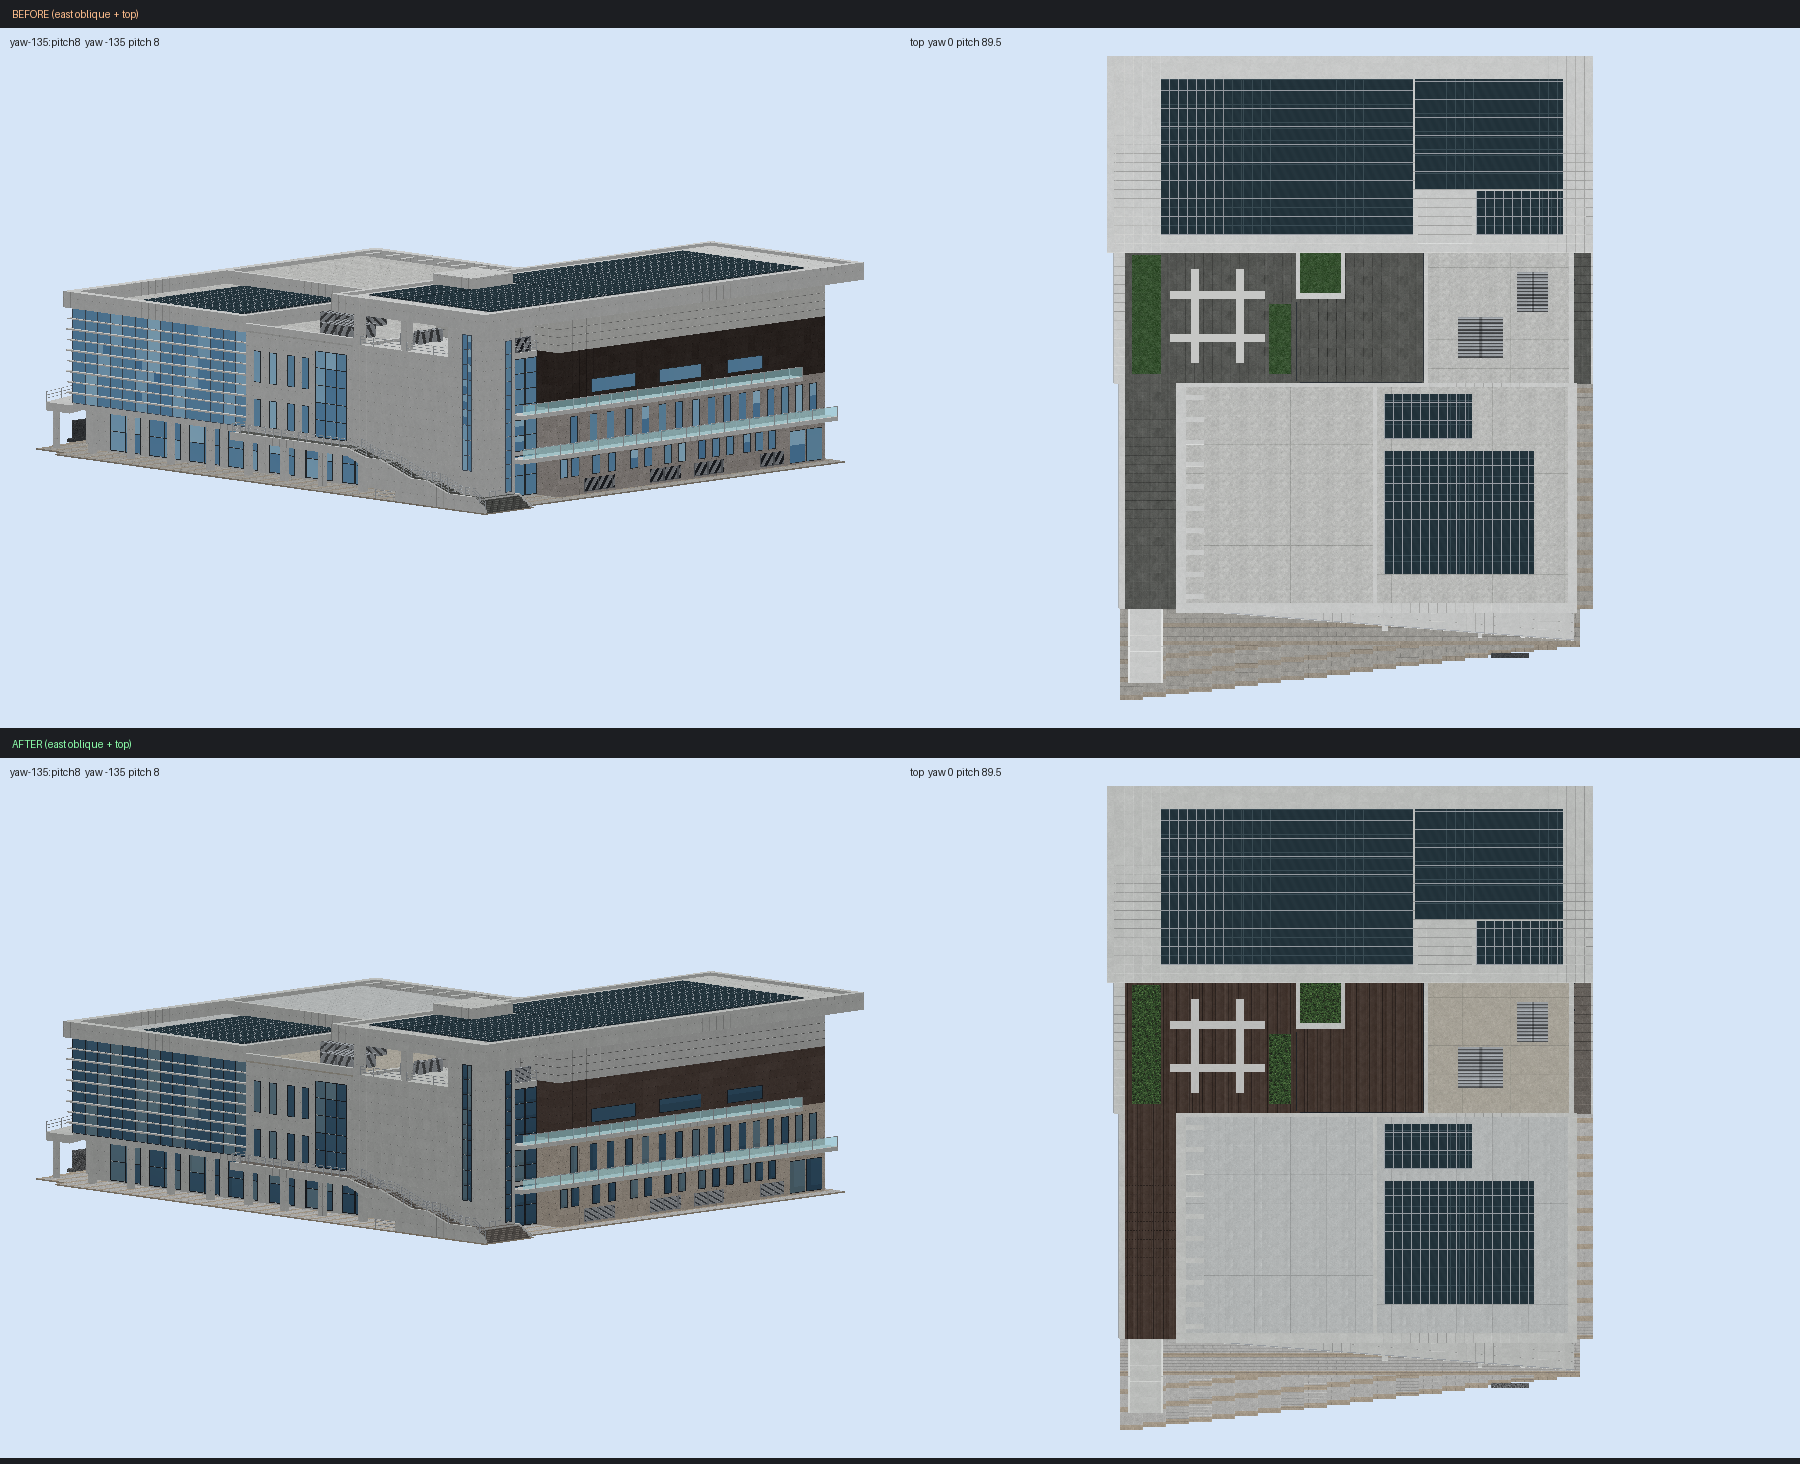 BEFORE (east oblique + top)
yaw-135:pitch8 yaw -135 pitch 8
top yaw 0 pitch 89.5
AFTER (east oblique + top)
yaw-135:pitch8 yaw -135 pitch 8
top yaw 0 pitch 89.5